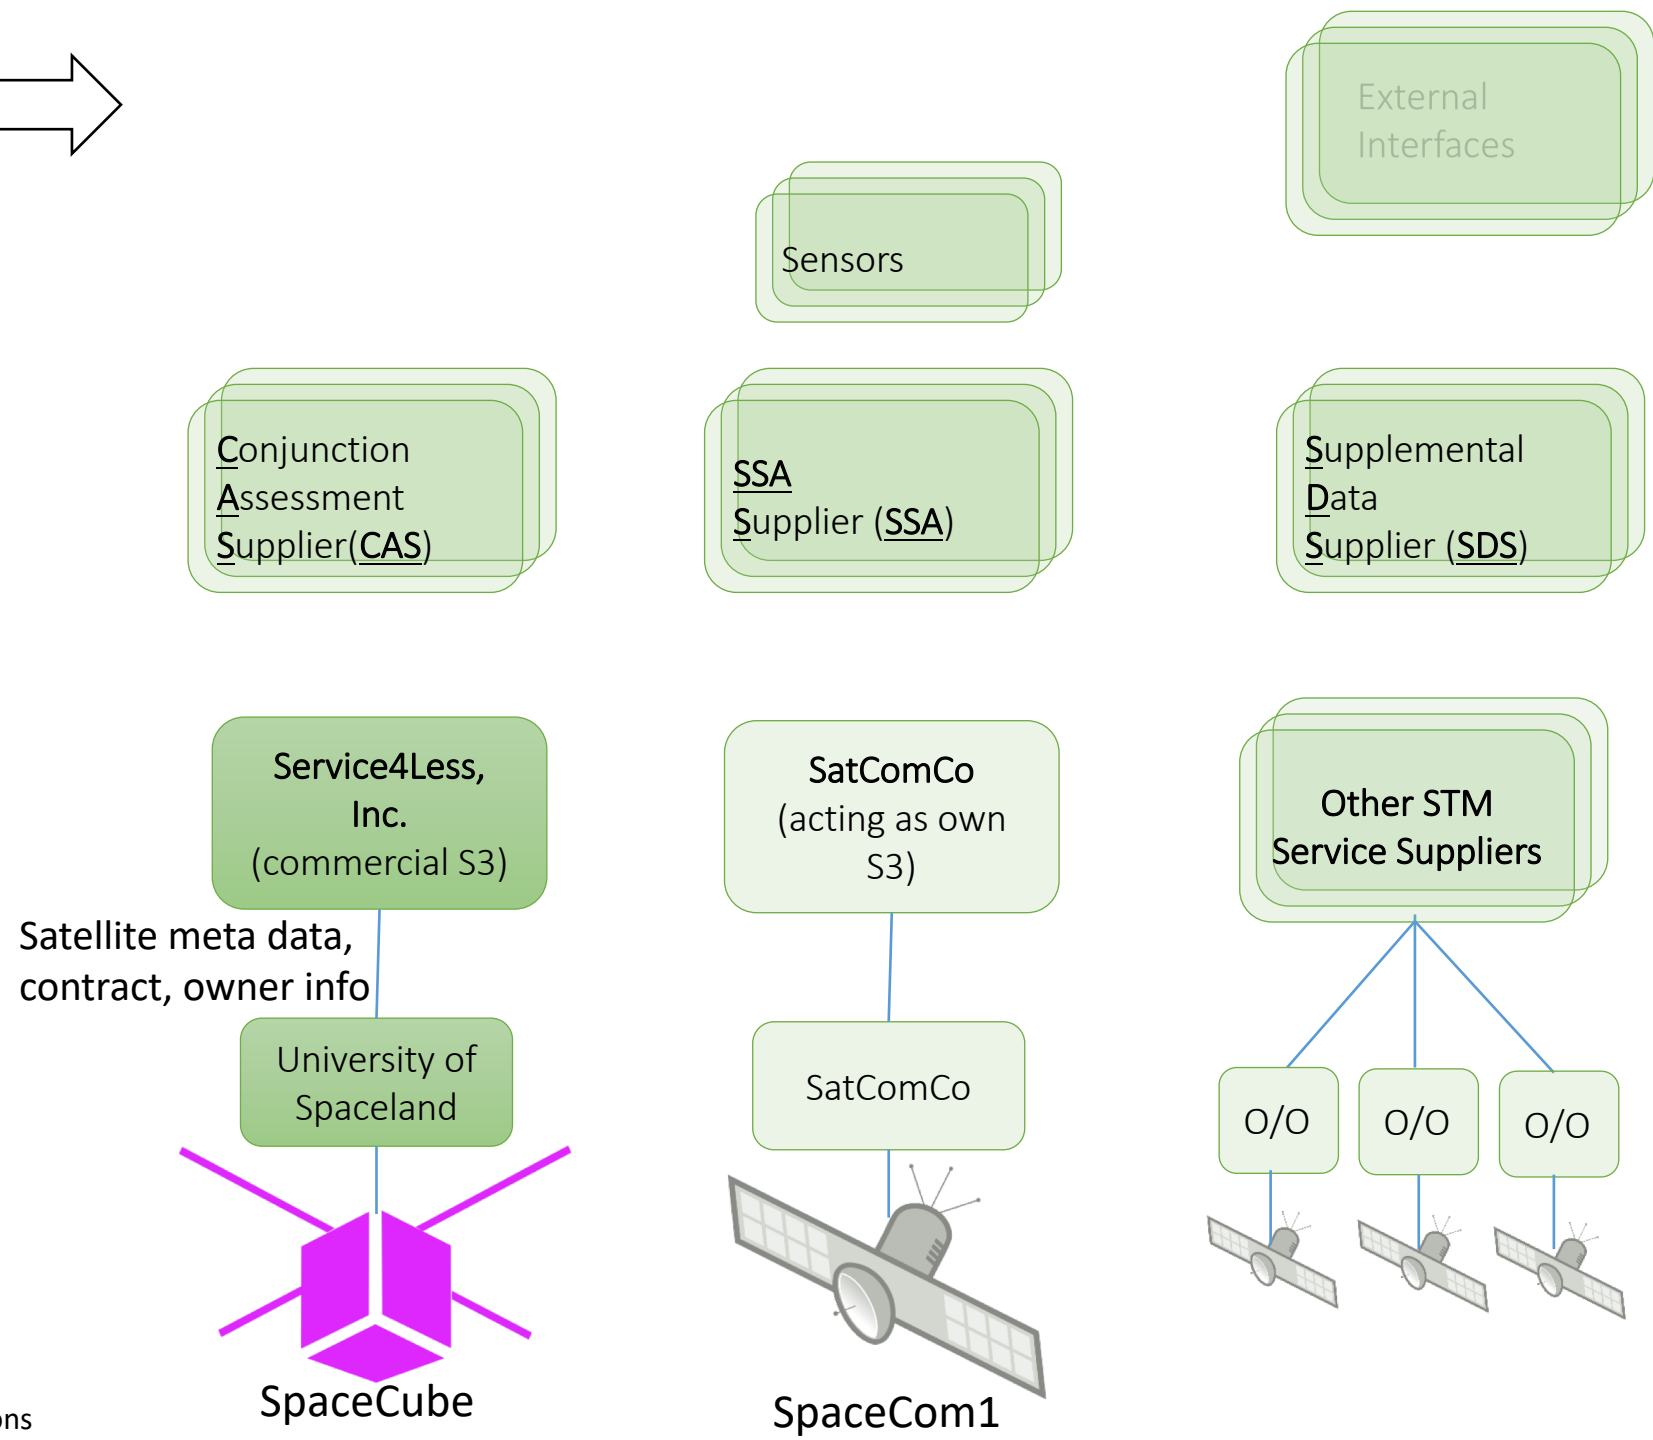 External
Interfaces
Sensors
Conjunction
Assessment
Supplier(CAS)
SSA
Supplier (SSA)
Supplemental
Data
Supplier (SDS)
Service4Less,
Inc.
(commercial S3)
SatComCo
(acting as own
S3)
Other STM
Service Suppliers
Satellite meta data,
contract, owner info
University of
Spaceland
SatComCo
O/O
O/O
O/O
SpaceCube
SpaceCom1